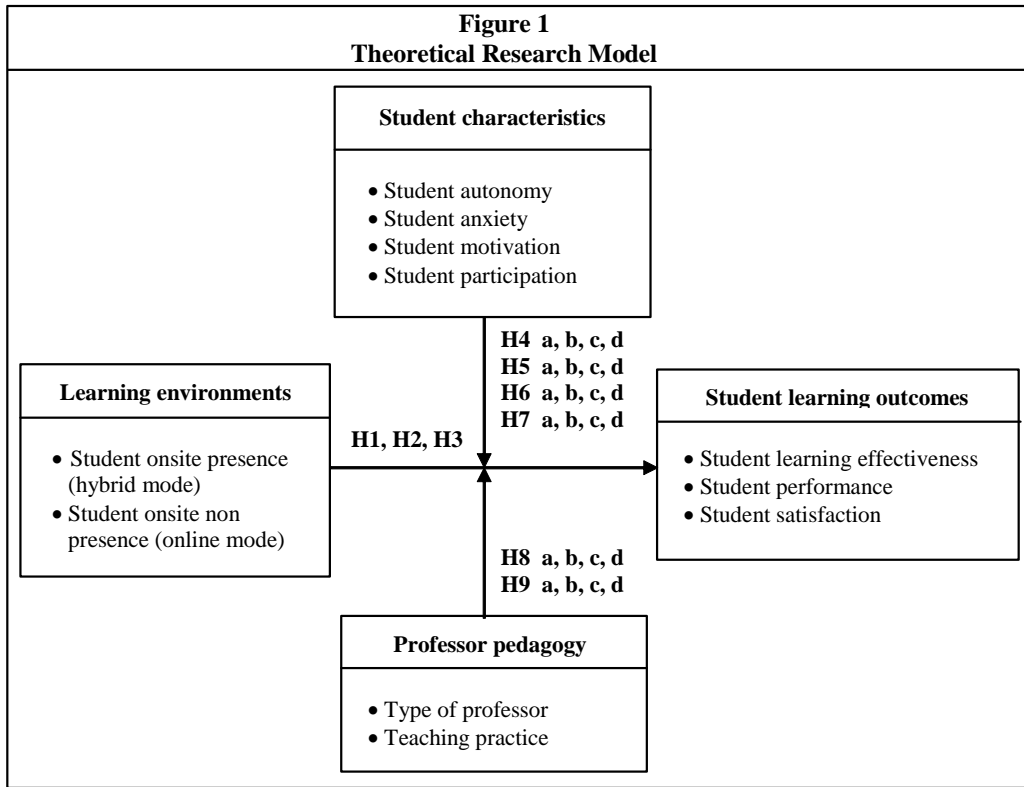 Figure 1
Theoretical Research Model
Student characteristics
• Student autonomy
• Student anxiety
• Student motivation
• Student participation
H4 a, b, c, d
H5 a, b, c, d
H6 a, b, c, d
H7 a, b, c, d
Learning environments
• Student onsite presence
(hybrid mode)
• Student onsite non
presence (online mode)
H1, H2, H3
Student learning outcomes
• Student learning effectiveness
• Student performance
• Student satisfaction
H8 a, b, c, d
H9 a, b, c, d
Professor pedagogy
• Type of professor
• Teaching practice